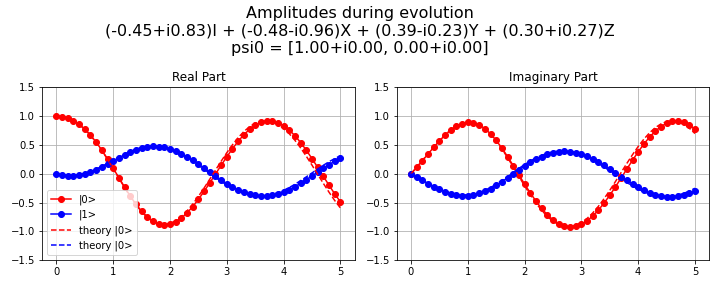 Amplitudes during evolution
(-0.45+i0.83)I + (-0.48-i0.96)X + (0.39-i0.23)Y + (0.30+i0.27)Z
psi0 = [1.00+i0.00, 0.00+i0.00]
Real Part
1.5
1.0
0.5
0.0
−0.5
−1.0
−1.5
0 1 2 3 4 5
|0>
|1>
theory |0>
theory |0>
Imaginary Part
1.5
1.0
0.5
0.0
−0.5
−1.0
−1.5
0 1 2 3 4 5